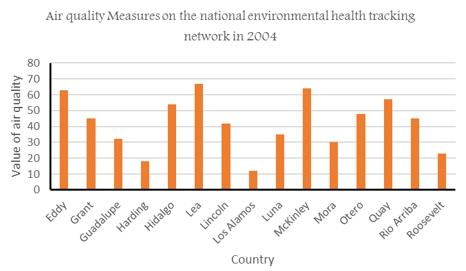 Air quality Measures on the national environmental health tracking
network in 2004
80
70
60
50
40
30
20
10
0
Value of air quality
Eddy
Grant
Guadalupe
Harding
Hidalgo
Lea
Lincoln
Los Alamos
Luna
McKinley
Mora
Otero
Quay
Rio Arriba
Roosevelt
Country